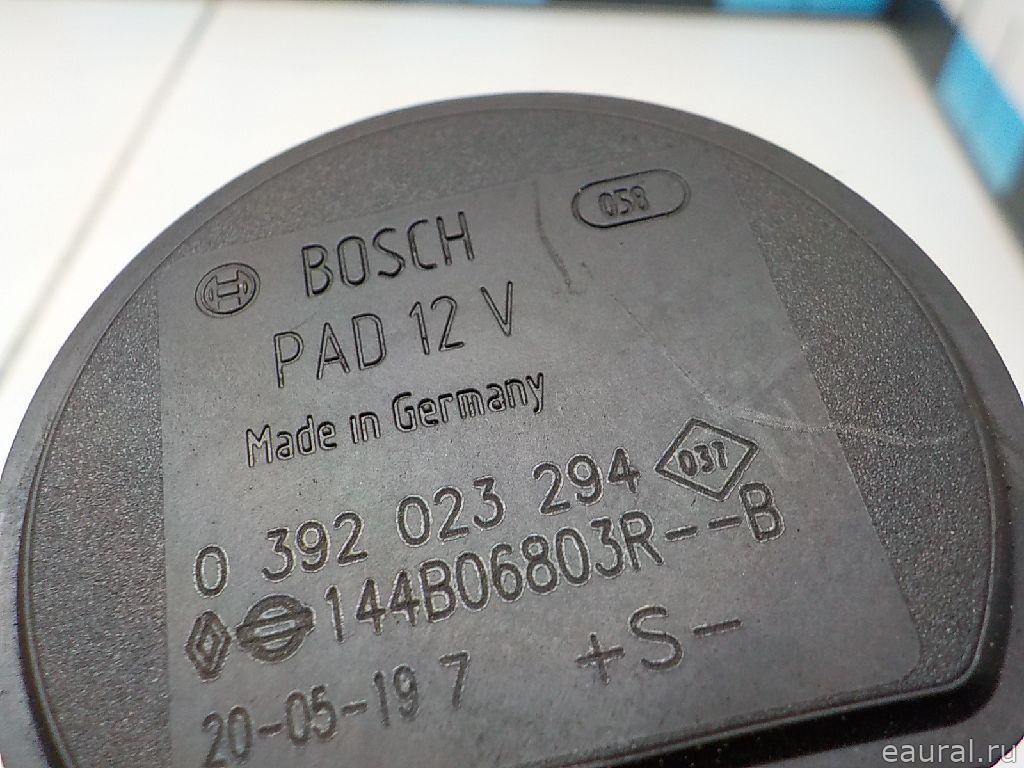 058
BOSCH
PAD 12 V
Made in Germany
0 392 023 294 037
144B06803R--B
20-05-19 7 +S-
eaural.ru